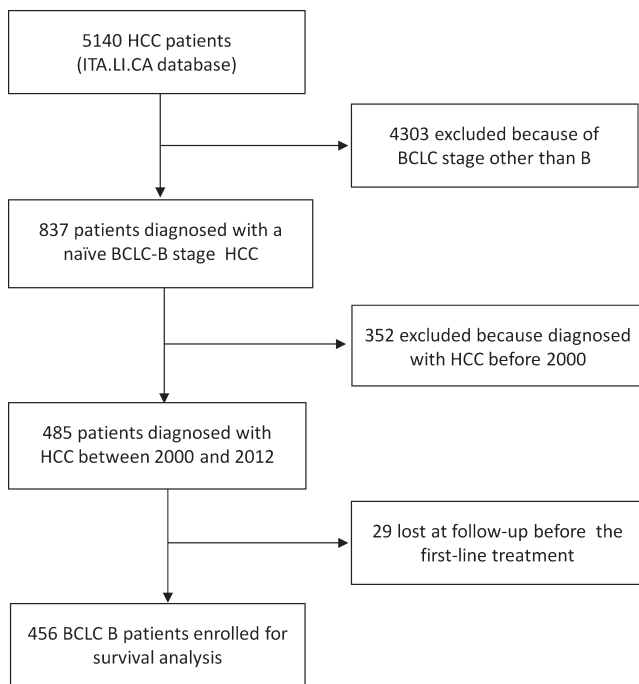 5140 HCC patients
(ITA.LI.CA database)
4303 excluded because of
BCLC stage other than B
837 patients diagnosed with a
naïve BCLC-B stage HCC
352 excluded because diagnosed
with HCC before 2000
485 patients diagnosed with
HCC between 2000 and 2012
29 lost at follow-up before the
first-line treatment
456 BCLC B patients enrolled for
survival analysis